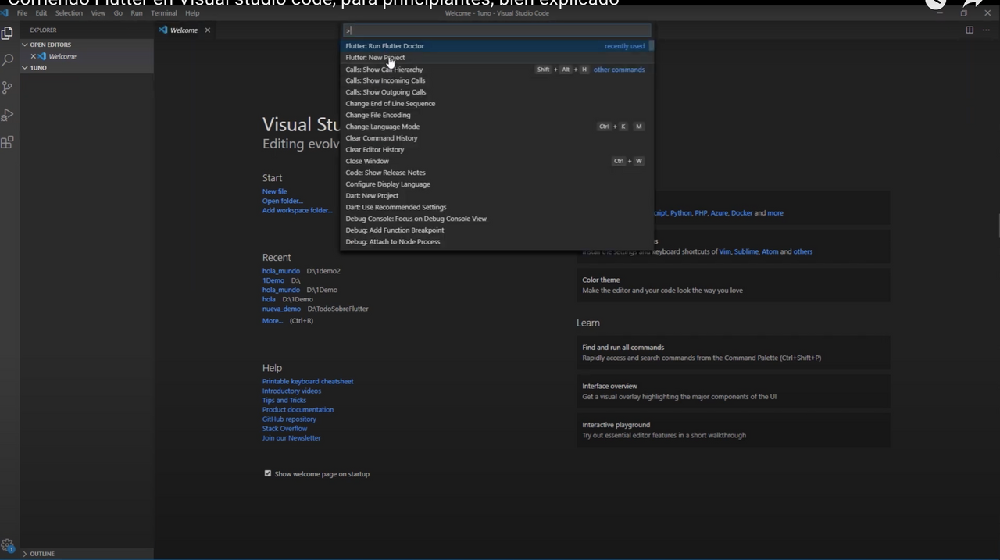 Corriendo Flutter en Visual studio code, para principiantes, bien explicado
File Edit Selection View Go Run Terminal Help
Welcome - 1uno - Visual Studio Code
EXPLORER
OPEN EDITORS
Welcome
1UNO
OUTLINE
Welcome
>
Flutter: Run Flutter Doctor recently used
Flutter: New Project
Calls: Show Call Hierarchy Shift + Alt + H other commands
Calls: Show Incoming Calls
Calls: Show Outgoing Calls
Change End of Line Sequence
Change File Encoding
Change Language Mode Ctrl + K M
Clear Command History
Clear Editor History
Close Window Ctrl + W
Code: Show Release Notes
Configure Display Language
Dart: New Project
Dart: Use Recommended Settings
Debug Console: Focus on Debug Console View
Debug: Add Function Breakpoint
Debug: Attach to Node Process
Visual Stu
Editing evolv
Start
New file
Open folder...
Add workspace folder...
Recent
hola_mundo D:\1demo2
1Demo D:\
hola_mundo D:\1Demo
hola D:\1Demo
nueva_demo D:\TodoSobreFlutter
More... (Ctrl+R)
Help
Printable keyboard cheatsheet
Introductory videos
Tips and Tricks
Product documentation
GitHub repository
Stack Overflow
Join our Newsletter
Show welcome page on startup
cript, Python, PHP, Azure, Docker and more
Install the settings and keyboard shortcuts of Vim, Sublime, Atom and others
Color theme
Make the editor and your code look the way you love
Learn
Find and run all commands
Rapidly access and search commands from the Command Palette (Ctrl+Shift+P)
Interface overview
Get a visual overlay highlighting the major components of the UI
Interactive playground
Try out essential editor features in a short walkthrough
1